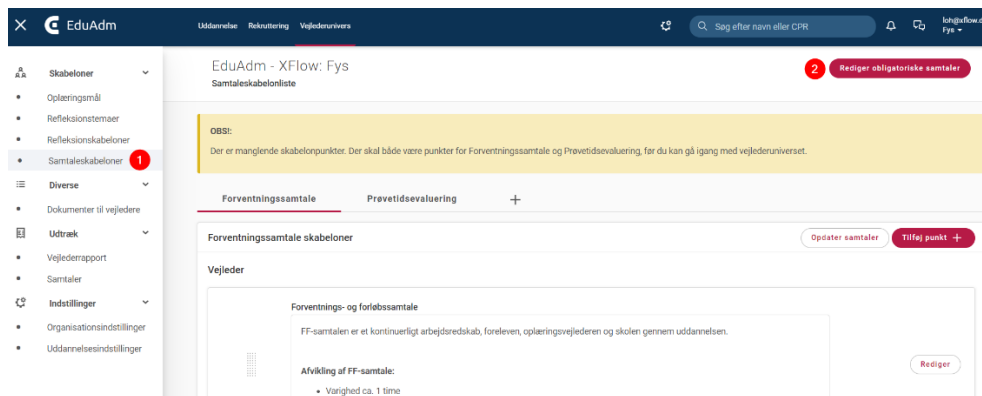 EduAdm
Uddannelse Rekruttering Vejlederunivers
Søg efter navn eller CPR
loh@xflow.d
Fys
Skabeloner
Oplæringsmål
Refleksionstemaer
Refleksionskabeloner
Samtaleskabeloner 1
Diverse
Dokumenter til vejledere
Udtræk
Vejlederrapport
Samtaler
Indstillinger
Organisationsindstillinger
Uddannelsesindstillinger
EduAdm - XFlow: Fys
Samtaleskabelonliste
2 Rediger obligatoriske samtaler
OBS!:
Der er manglende skabelonpunkter. Der skal både være punkter for Forventningssamtale og Prøvetidsevaluering, før du kan gå igang med vejlederuniverset.
Forventningssamtale Prøvetidsevaluering +
Forventningssamtale skabeloner
Opdater samtaler Tilføj punkt +
Vejleder
Forventnings- og forløbssamtale
FF-samtalen er et kontinuerligt arbejdsredskab, foreleven, oplæringsvejlederen og skolen gennem uddannelsen.
Afvikling af FF-samtale:
• Varighed ca. 1 time
Rediger